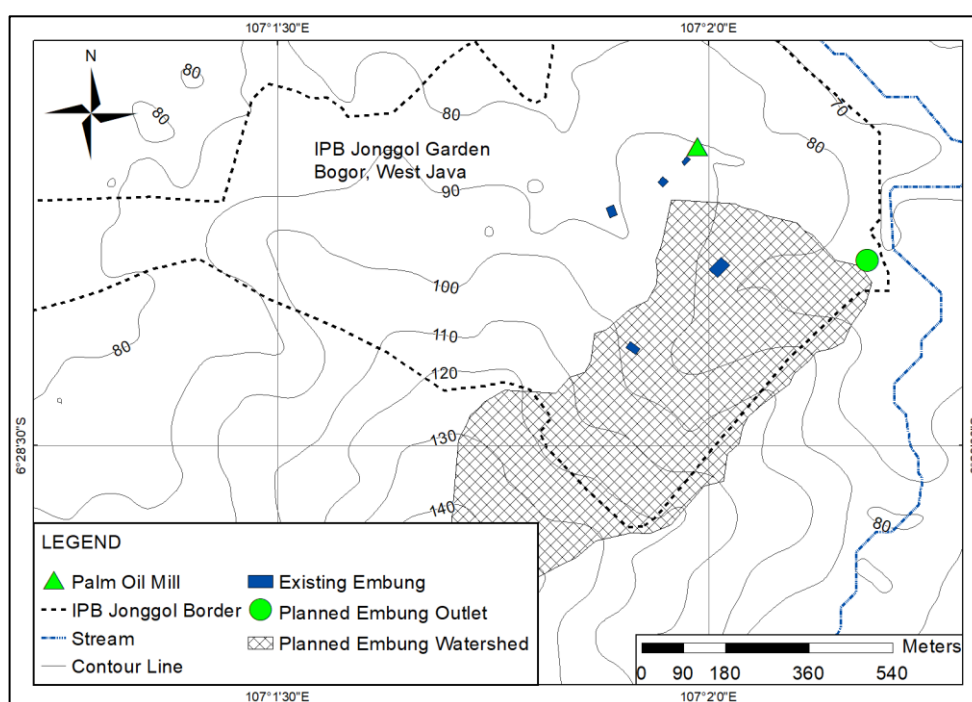 107°1'30"E
107°2'0"E
N
80
80
80
70
80
IPB Jonggol Garden
Bogor, West Java
90
100
110
80
120
130
6°28'30"S
140
80
LEGEND
Palm Oil Mill
Existing Embung
IPB Jonggol Border
Planned Embung Outlet
Stream
Planned Embung Watershed
Contour Line
Meters
0 90 180 360 540
107°1'30"E
107°2'0"E